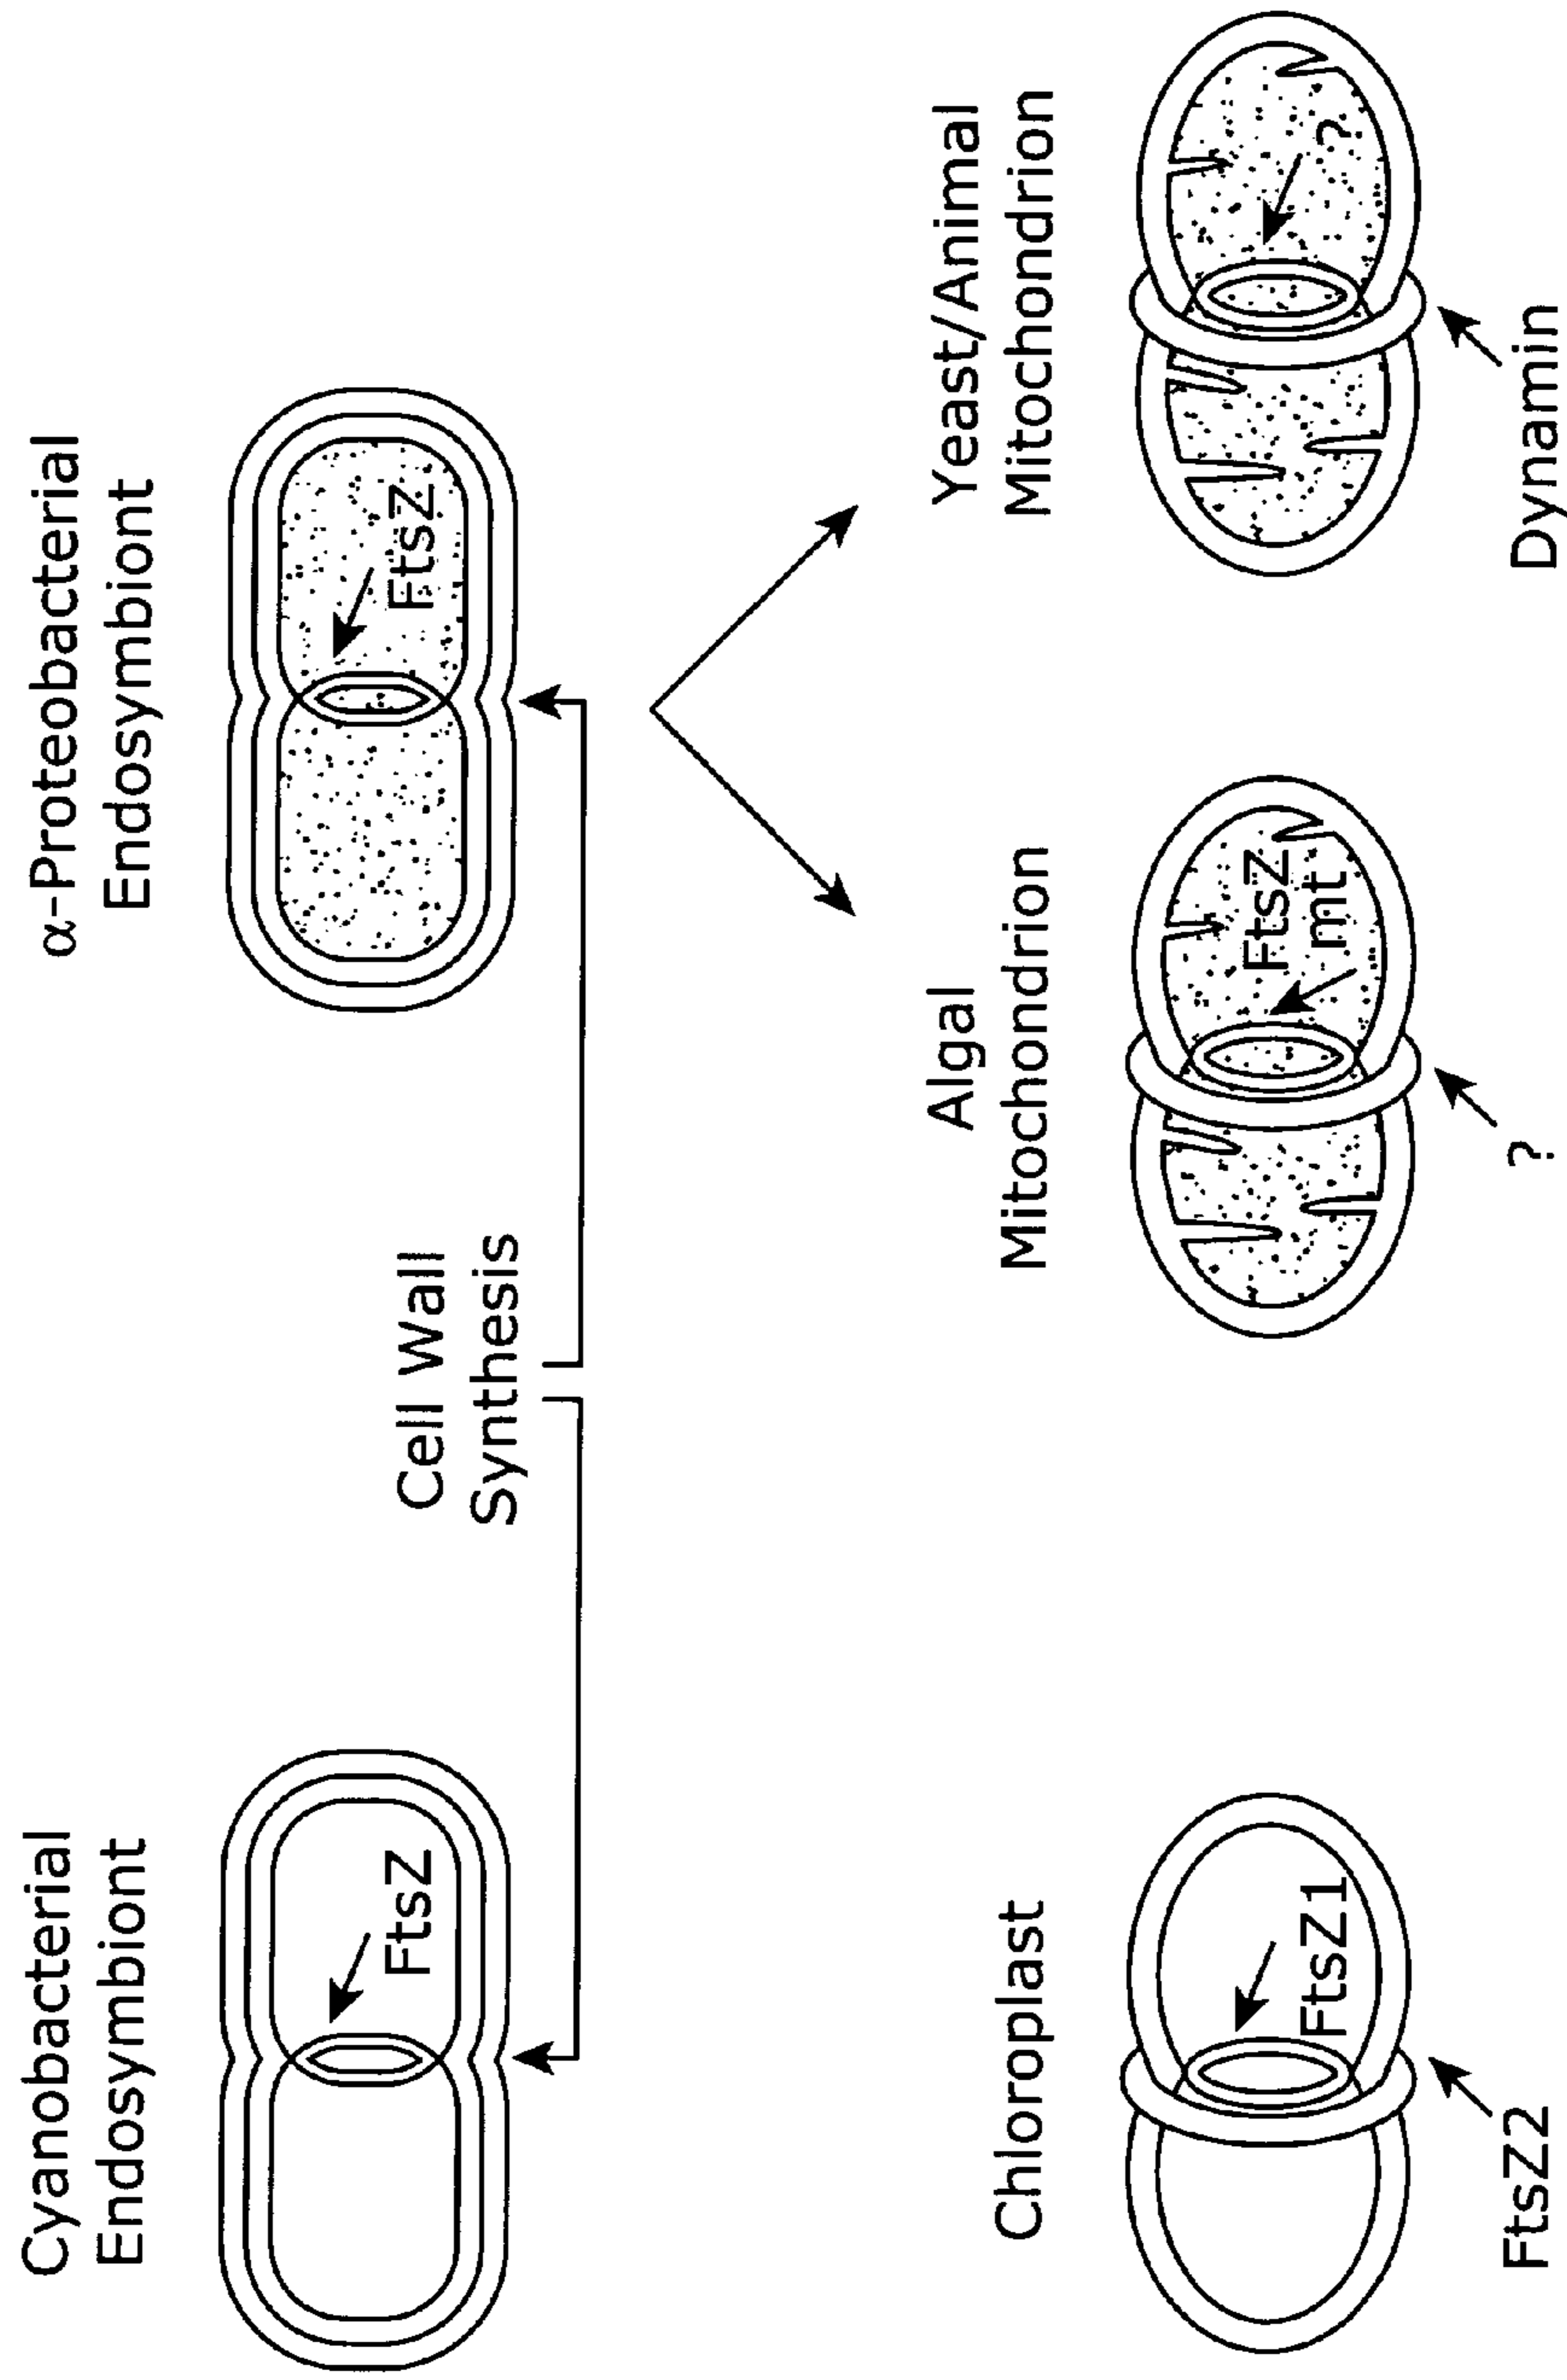 Cyanobacterial
Endosymbiont
FtsZ
Cell Wall
Synthesis
α-Proteobacterial
Endosymbiont
FtsZ
Chloroplast
FtsZ1
FtsZ2
Algal
Mitochondrion
FtsZ
mt
?
Yeast/Animal
Mitochondrion
?
Dynamin